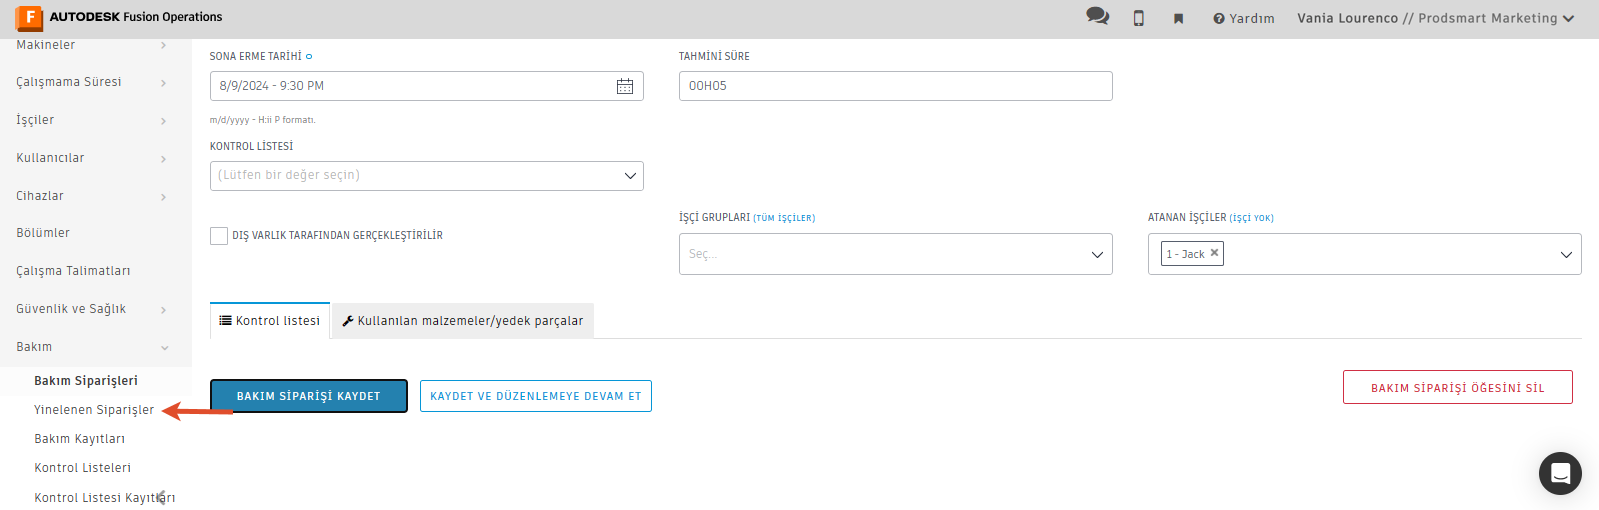 F AUTODESK Fusion Operations
Yardım
Vania Lourenco // Prodsmart Marketing
Makineler
Çalışmama Süresi
İşçiler
Kullanıcılar
Cihazlar
Bölümler
Çalışma Talimatları
Güvenlik ve Sağlık
Bakım
Bakım Siparişleri
Yinelenen Siparişler
Bakım Kayıtları
Kontrol Listeleri
Kontrol Listesi Kayıtları
SONA ERME TARİHİ
8/9/2024 - 9:30 PM
m/d/yyyy - H:ii P formatı.
TAHMİNİ SÜRE
00H05
KONTROL LİSTESİ
(Lütfen bir değer seçin)
DIŞ VARLIK TARAFINDAN GERÇEKLEŞTİRİLİR
İŞÇİ GRUPLARI (TÜM İŞÇİLER)
Seç...
ATANAN İŞÇİLER (İŞÇİ YOK)
1 - Jack
Kontrol listesi
Kullanılan malzemeler/yedek parçalar
BAKIM SİPARİŞİ KAYDET
KAYDET VE DÜZENLEMEYE DEVAM ET
BAKIM SİPARİŞİ ÖĞESİNİ SİL